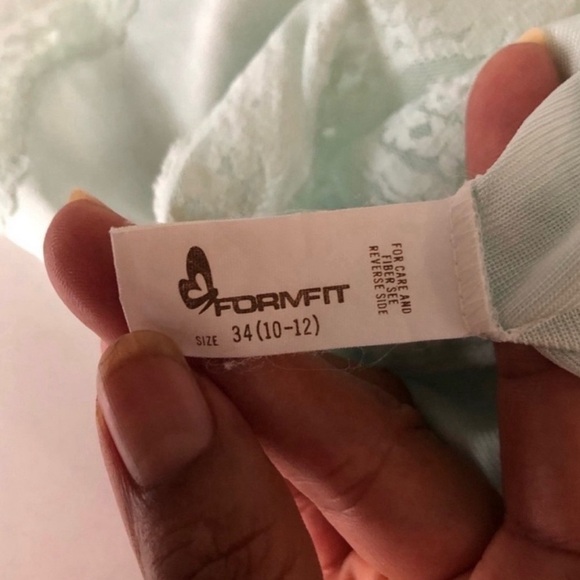 FORMFIT
SIZE 34(10-12)
FOR CARE AND
FIBER SEE
REVERSE SIDE